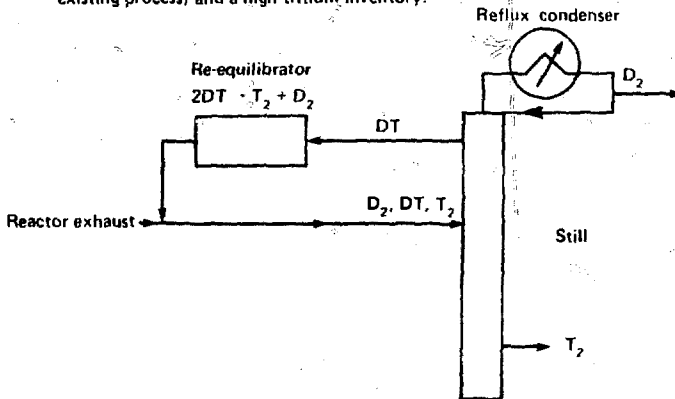 existing process) and a high tritium inventory.
Reflux condenser
Re-equilibrator
2DT - T₂ + D₂
D₂
DT
Reactor exhaust
D₂, DT, T₂
Still
T₂